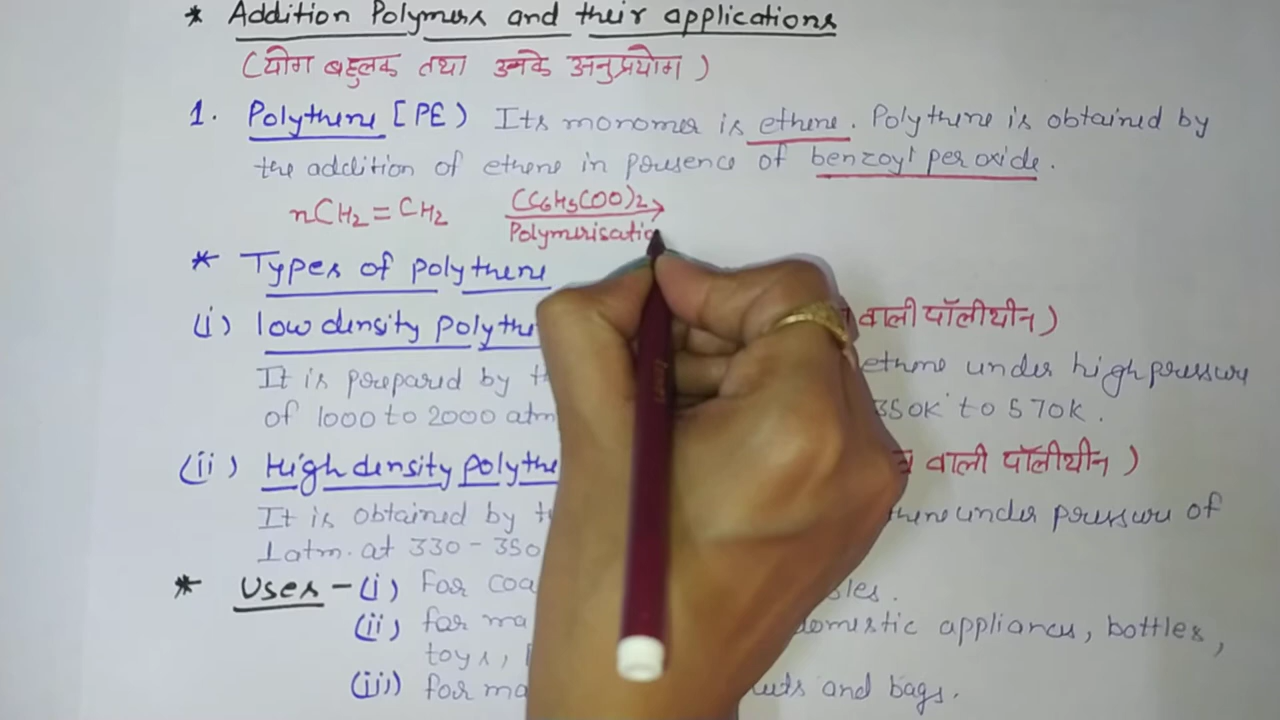 * Addition Polymers and their applications
(योग बहुलक तथा उनके अनुप्रयोग)
1. Polythene [PE) Its monomer is ethene. Polythene is obtained by
the addition of ethene in presence of benzoyl peroxide.
nCH2=CH2 (C6H5COO)2
Polymerisatio
* Types of polythene
(i) low density polythe वाली पॉलीथीन)
It is prepared by th ethene under high pressure
of 1000 to 2000 atm 350K to 570K.
(ii) High density polythe वाली पॉलीथीन)
It is obtained by t thene under pressure of
1atm. at 330-350
* Uses - (i) for coa bles.
(ii) for ma domestic appliances, bottles,
toys,
(iii) for ma and bags.